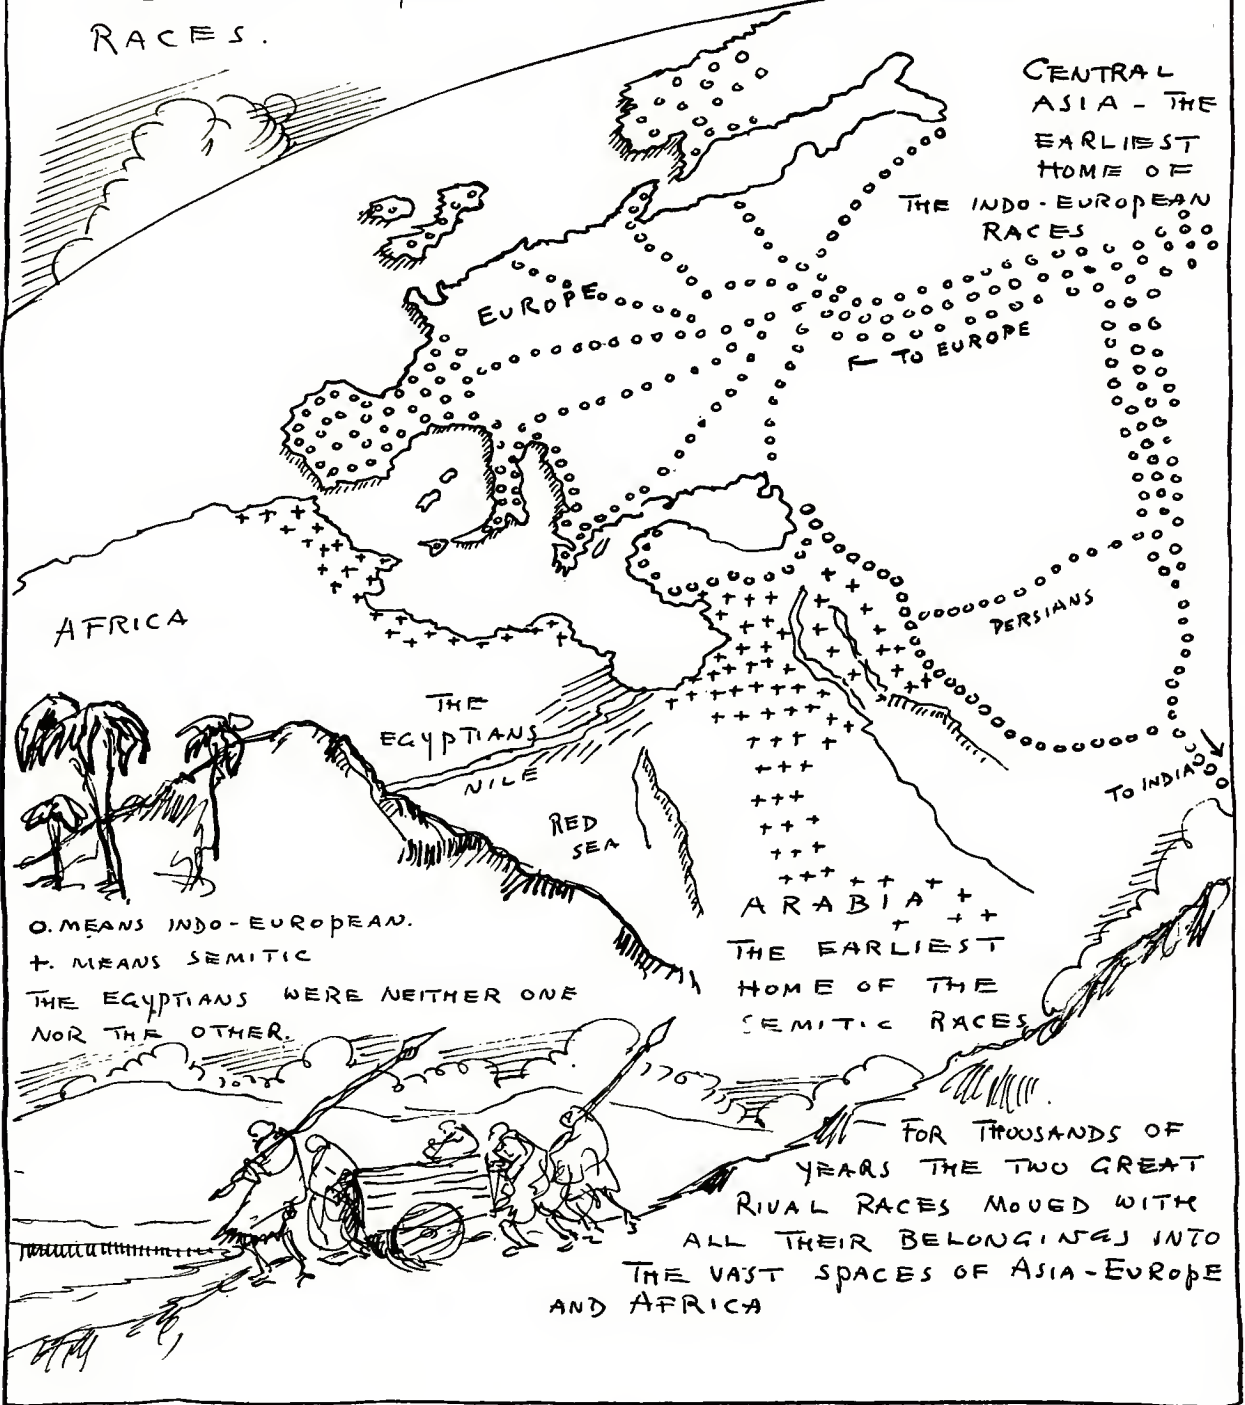 RACES.
CENTRAL
ASIA - THE
EARLIEST
HOME OF
THE INDO-EUROPEAN
RACES
EUROPE
← TO EUROPE
AFRICA
PERSIANS
THE
EGYPTIANS
NILE
TO INDIA
RED
SEA
ARABIA
THE EARLIEST
HOME OF THE
SEMITIC RACES
O. MEANS INDO-EUROPEAN.
+. MEANS SEMITIC
THE EGYPTIANS WERE NEITHER ONE
NOR THE OTHER.
FOR THOUSANDS OF
YEARS THE TWO GREAT
RIVAL RACES MOVED WITH
ALL THEIR BELONGINGS INTO
THE VAST SPACES OF ASIA-EUROPE
AND AFRICA